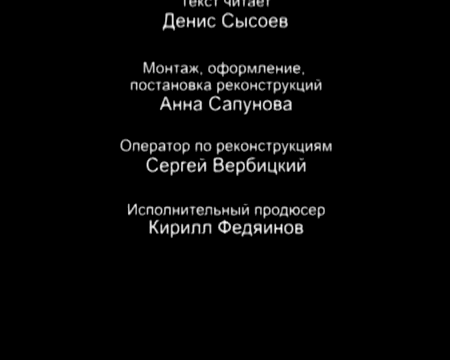 Текст читает
Денис Сысоев
Монтаж, оформление,
постановка реконструкций
Анна Сапунова
Оператор по реконструкциям
Сергей Вербицкий
Исполнительный продюсер
Кирилл Федяинов